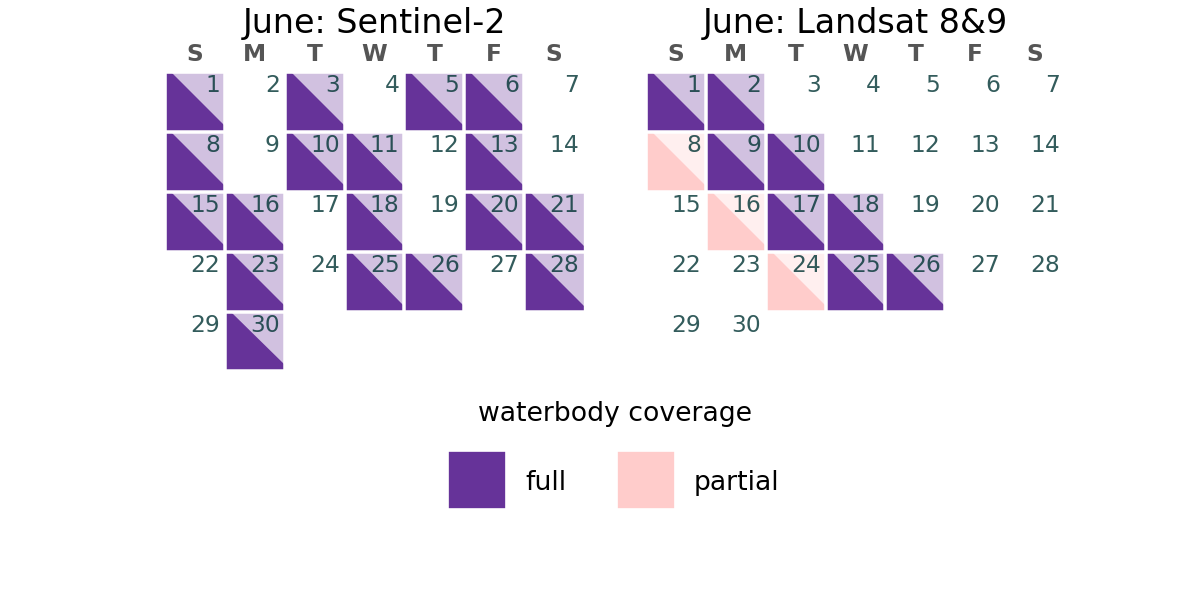 June: Sentinel-2
S M T W T F S
1 2 3 4 5 6 7
8 9 10 11 12 13 14
15 16 17 18 19 20 21
22 23 24 25 26 27 28
29 30
June: Landsat 8&9
S M T W T F S
1 2 3 4 5 6 7
8 9 10 11 12 13 14
15 16 17 18 19 20 21
22 23 24 25 26 27 28
29 30
waterbody coverage
full partial